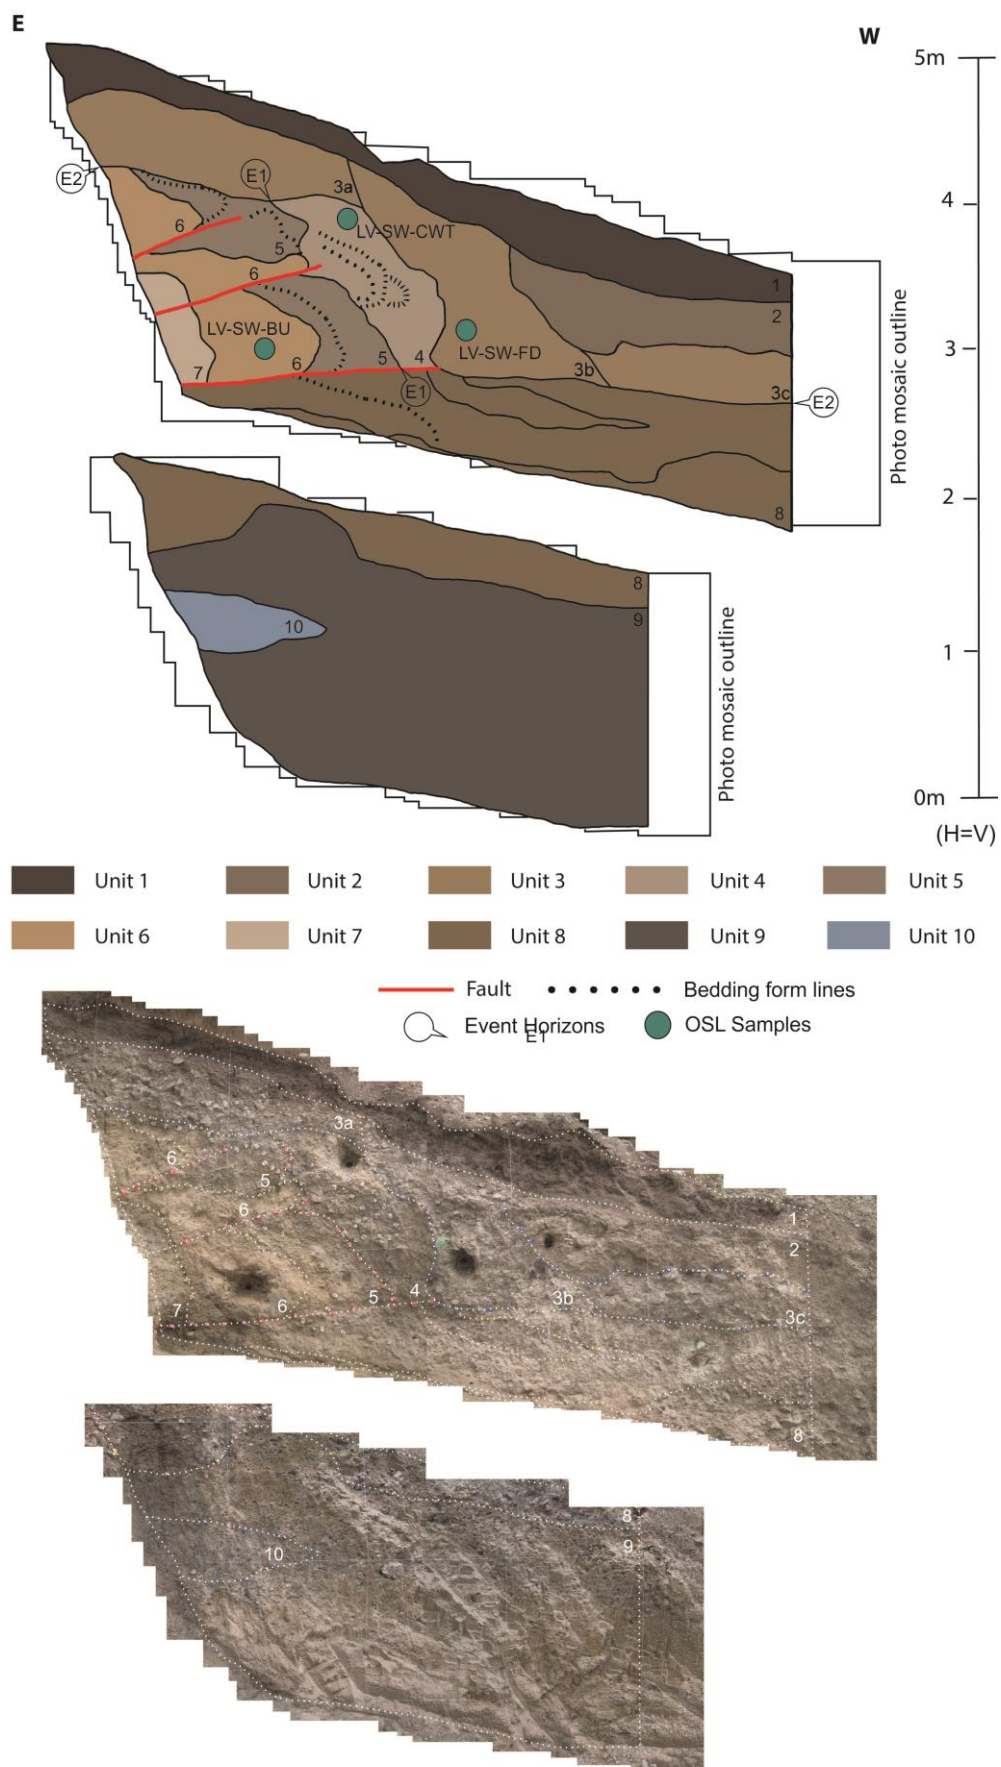 E
W
5m
E2
E1
3a
4
6
LV-SW-CWT
5
6
1
2
LV-SW-BU
LV-SW-FD
3
7
6
5
4
3b
E1
3c
E2
Photo mosaic outline
2
8
8
9
10
1
Photo mosaic outline
0m
(H=V)
Unit 1
Unit 2
Unit 3
Unit 4
Unit 5
Unit 6
Unit 7
Unit 8
Unit 9
Unit 10
Fault
Bedding form lines
Event Horizons
OSL Samples
E1
3a
6
5
6
1
2
7
6
5
4
3b
3c
8
8
9
10